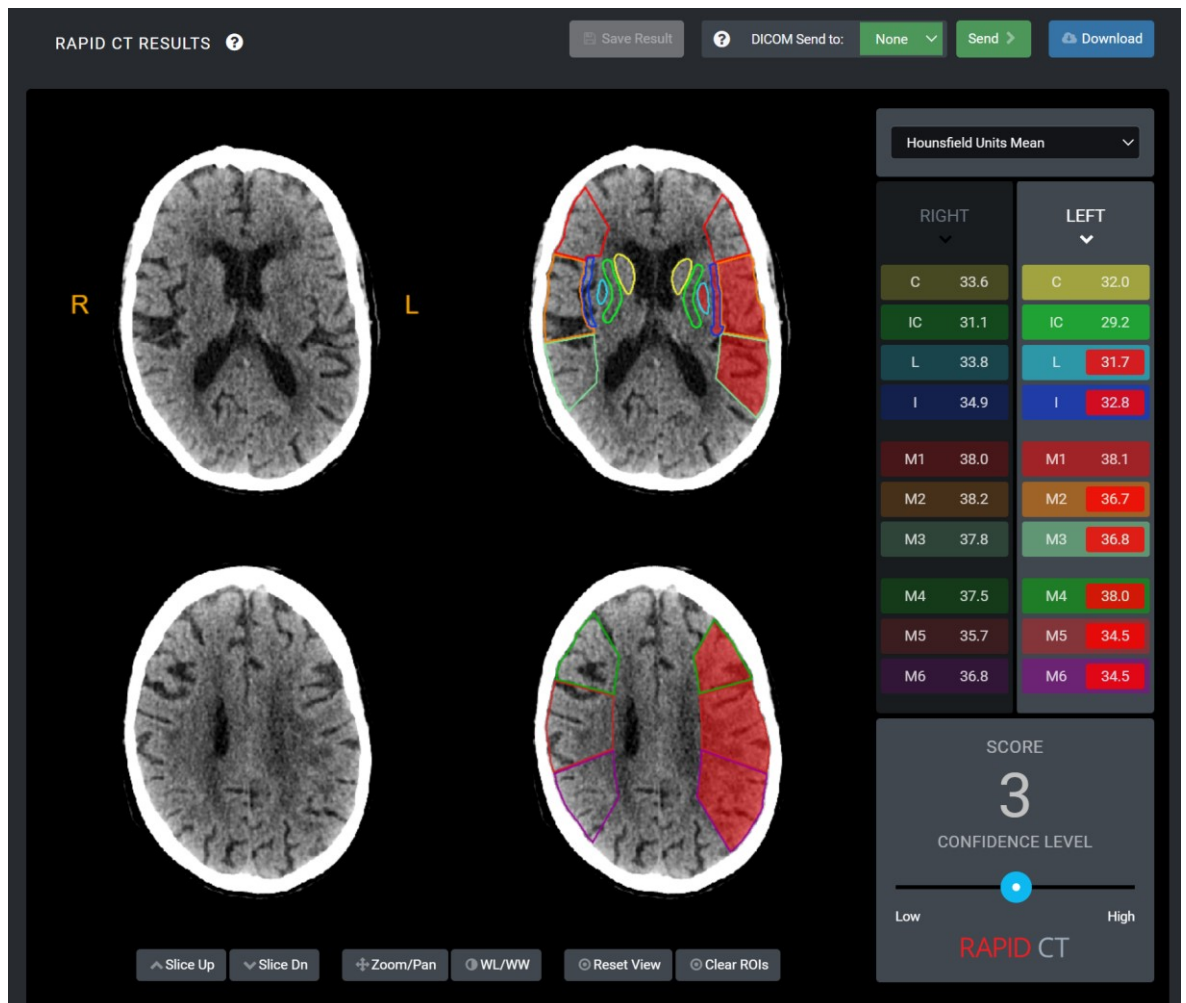 RAPID CT RESULTS ?
Save Result
? DICOM Send to: None Send Download
R L
Hounsfield Units Mean
RIGHT LEFT
C 33.6 C 32.0
IC 31.1 IC 29.2
L 33.8 L 31.7
I 34.9 I 32.8
M1 38.0 M1 38.1
M2 38.2 M2 36.7
M3 37.8 M3 36.8
M4 37.5 M4 38.0
M5 35.7 M5 34.5
M6 36.8 M6 34.5
SCORE
3
CONFIDENCE LEVEL
Low High
RAPID CT
Slice Up Slice Dn Zoom/Pan WL/WW Reset View Clear ROIs